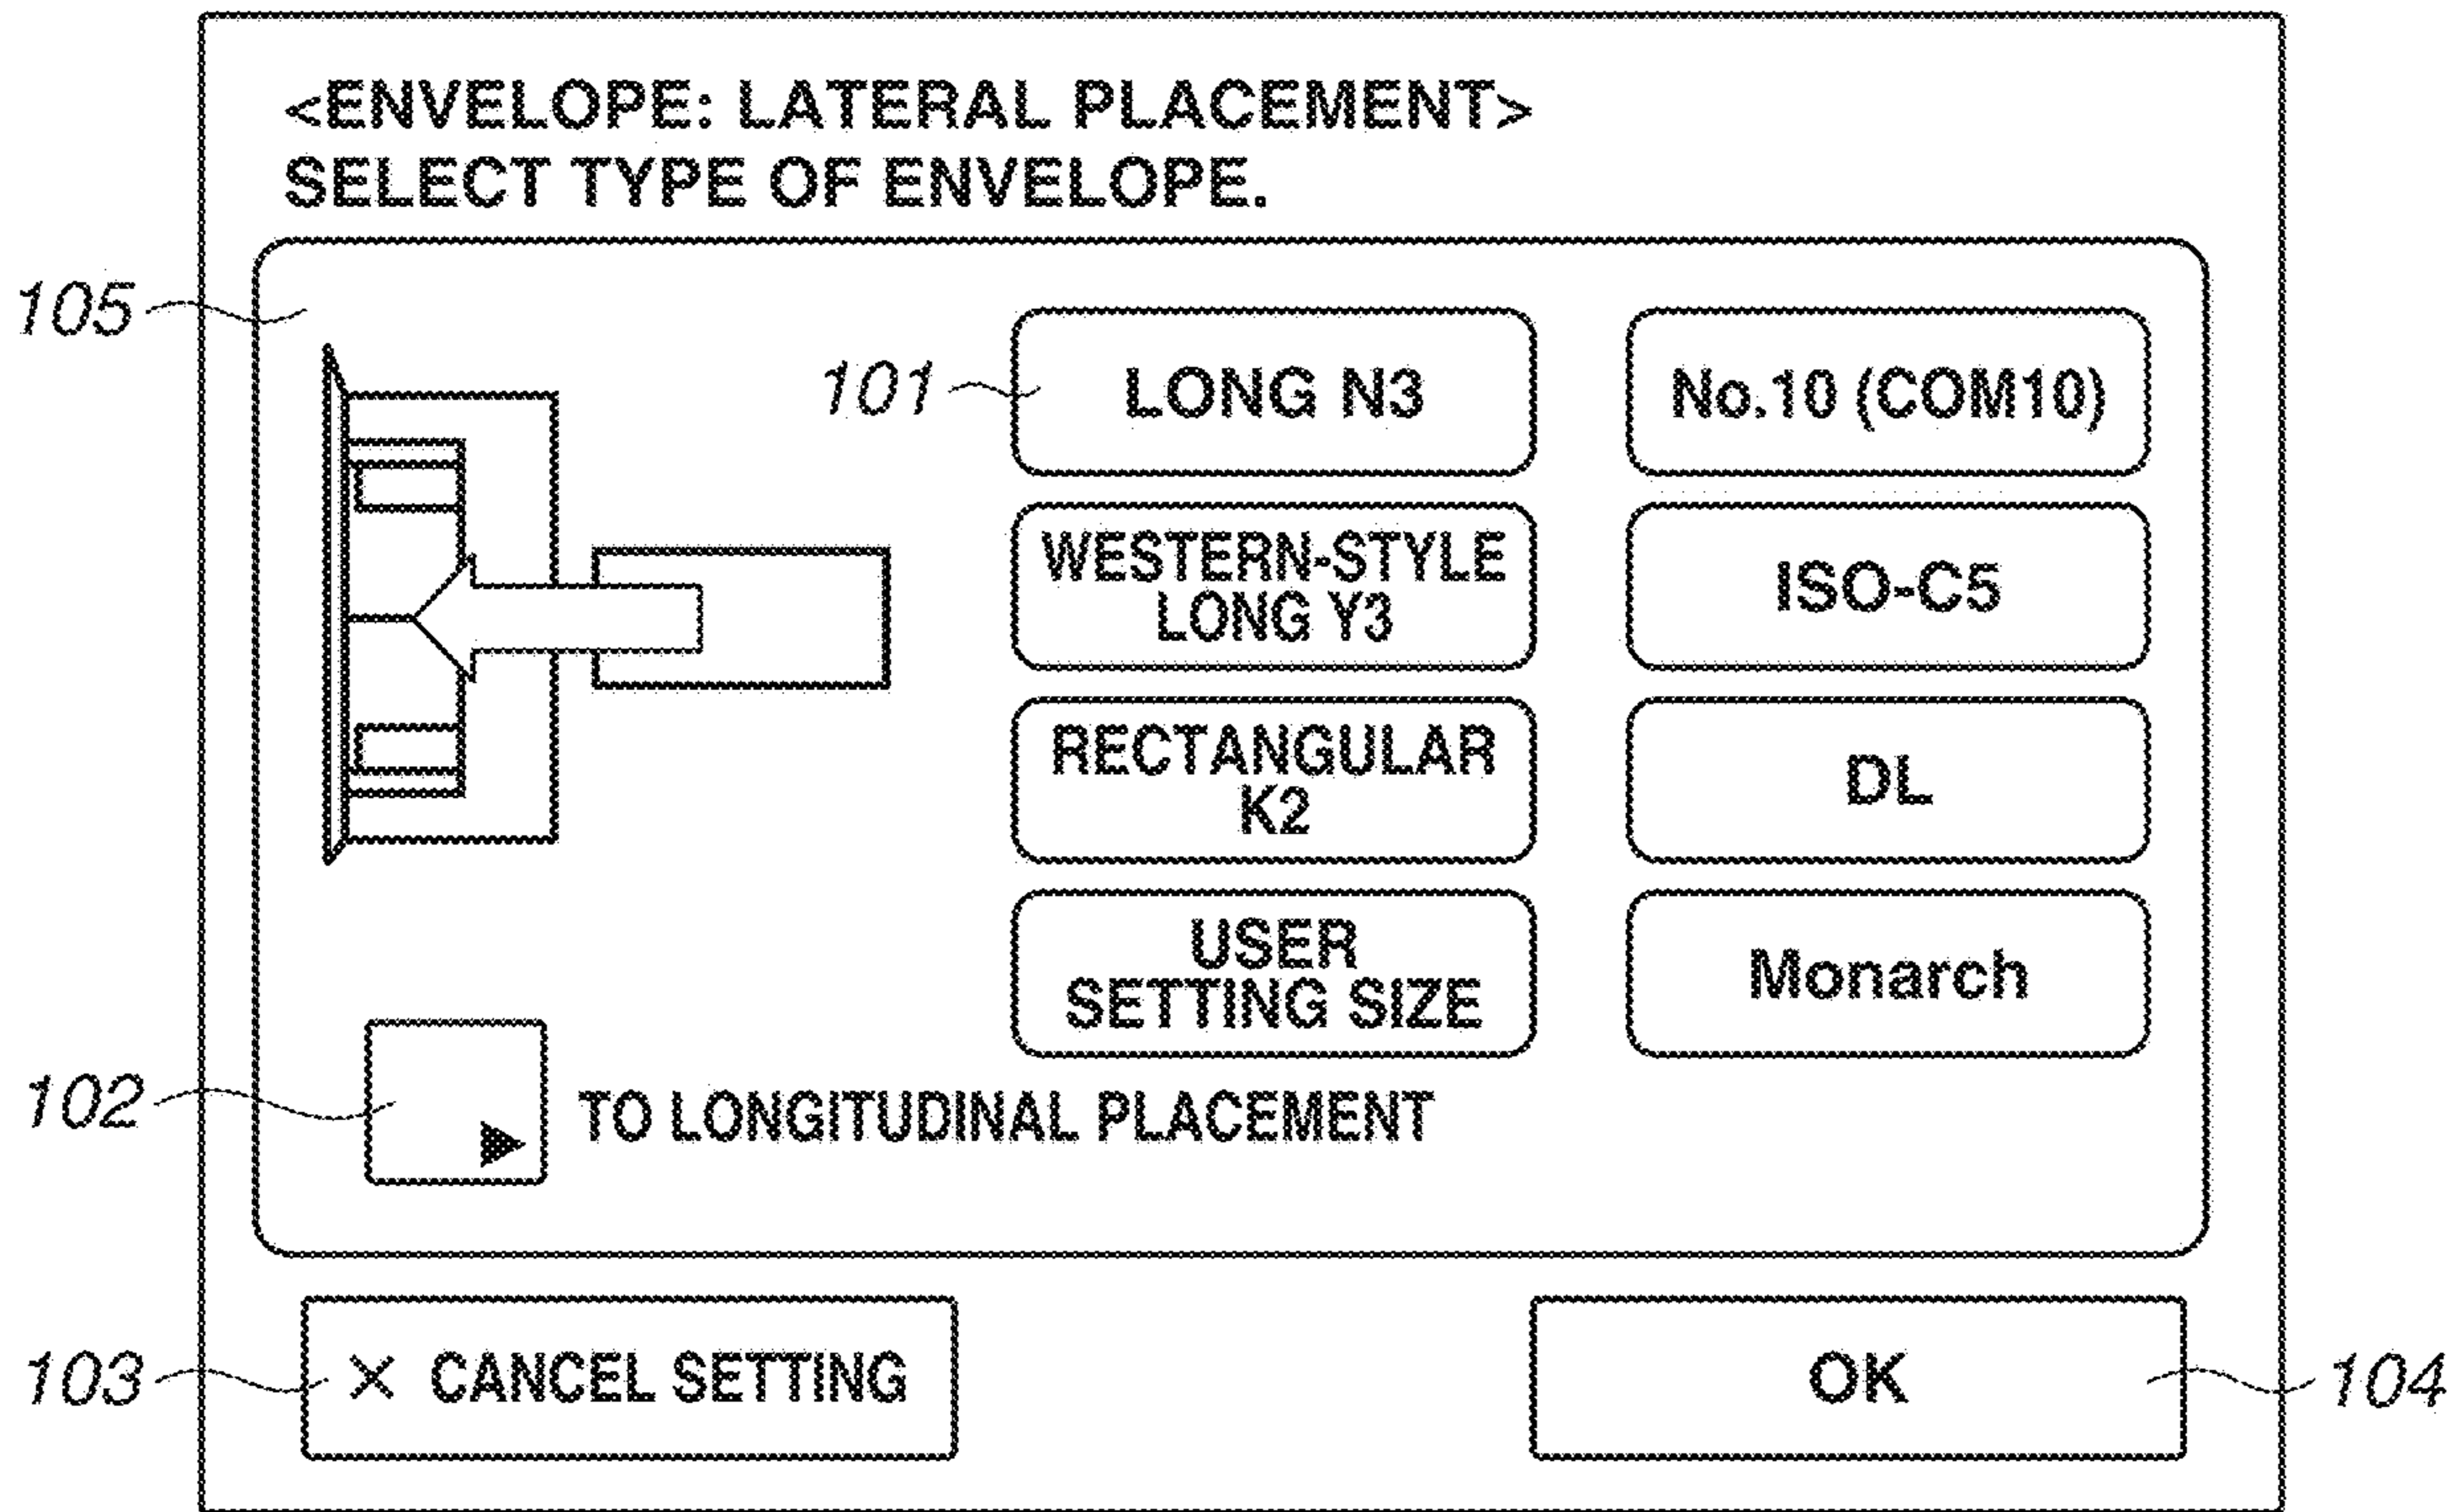 <ENVELOPE: LATERAL PLACEMENT>
SELECT TYPE OF ENVELOPE.
105
101
LONG N3
No.10 (COM10)
WESTERN-STYLE
LONG Y3
ISO-C5
RECTANGULAR
K2
DL
USER
SETTING SIZE
Monarch
102
TO LONGITUDINAL PLACEMENT
103
× CANCEL SETTING
OK
104